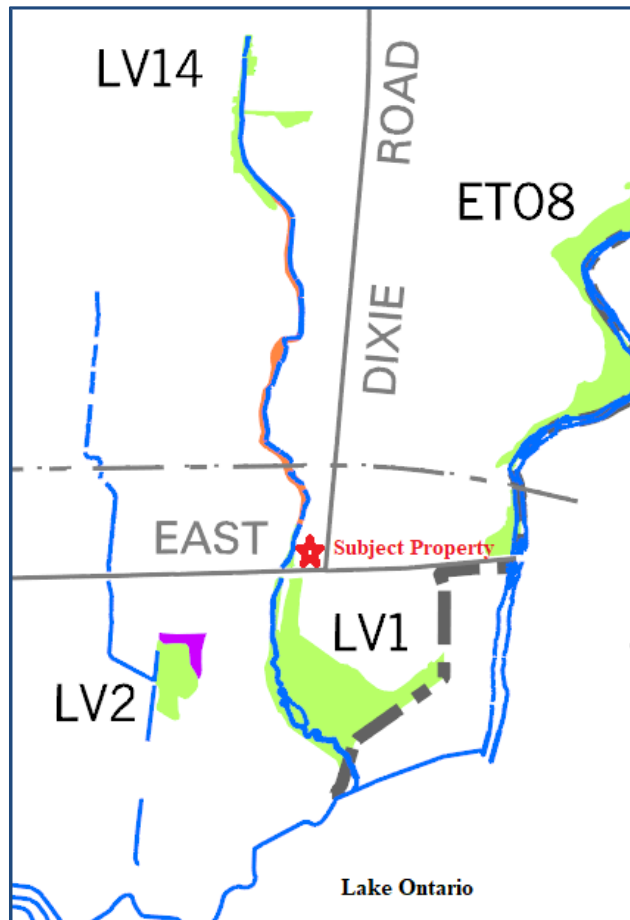 LV14
ROAD
ET08
DIXIE
EAST
Subject Property
LV1
LV2
Lake Ontario